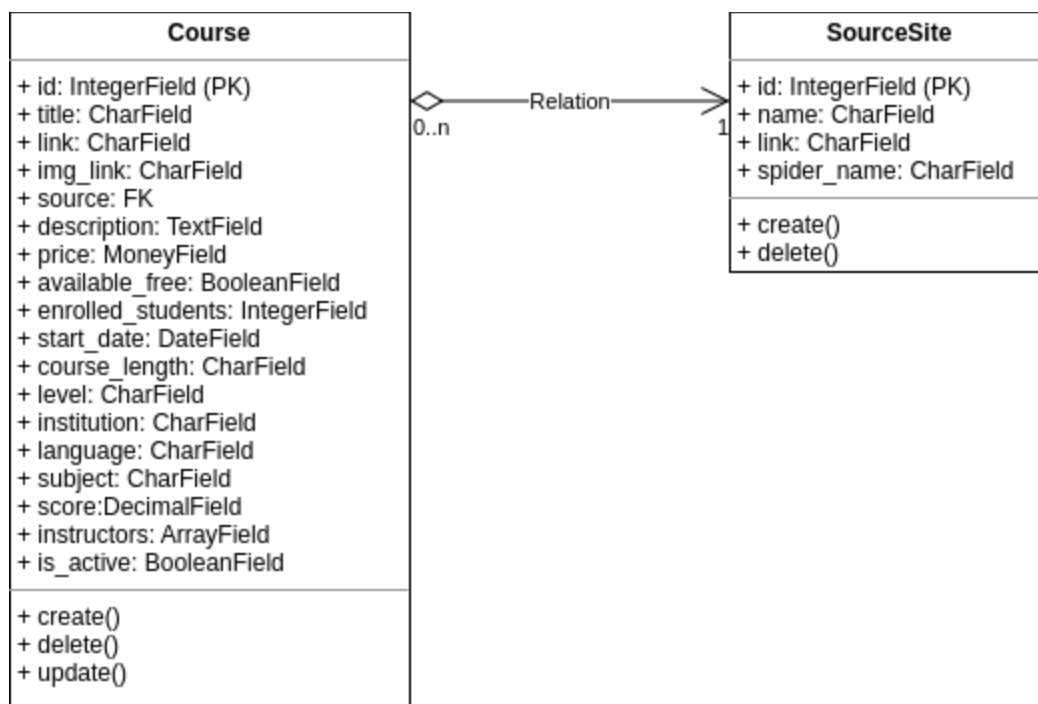 Course
+ id: IntegerField (PK)
+ title: CharField
+ link: CharField
+ img_link: CharField
+ source: FK
+ description: TextField
+ price: MoneyField
+ available_free: BooleanField
+ enrolled_students: IntegerField
+ start_date: DateField
+ course_length: CharField
+ level: CharField
+ institution: CharField
+ language: CharField
+ subject: CharField
+ score:DecimalField
+ instructors: ArrayField
+ is_active: BooleanField
+ create()
+ delete()
+ update()
Relation
0..n
1
SourceSite
+ id: IntegerField (PK)
+ name: CharField
+ link: CharField
+ spider_name: CharField
+ create()
+ delete()